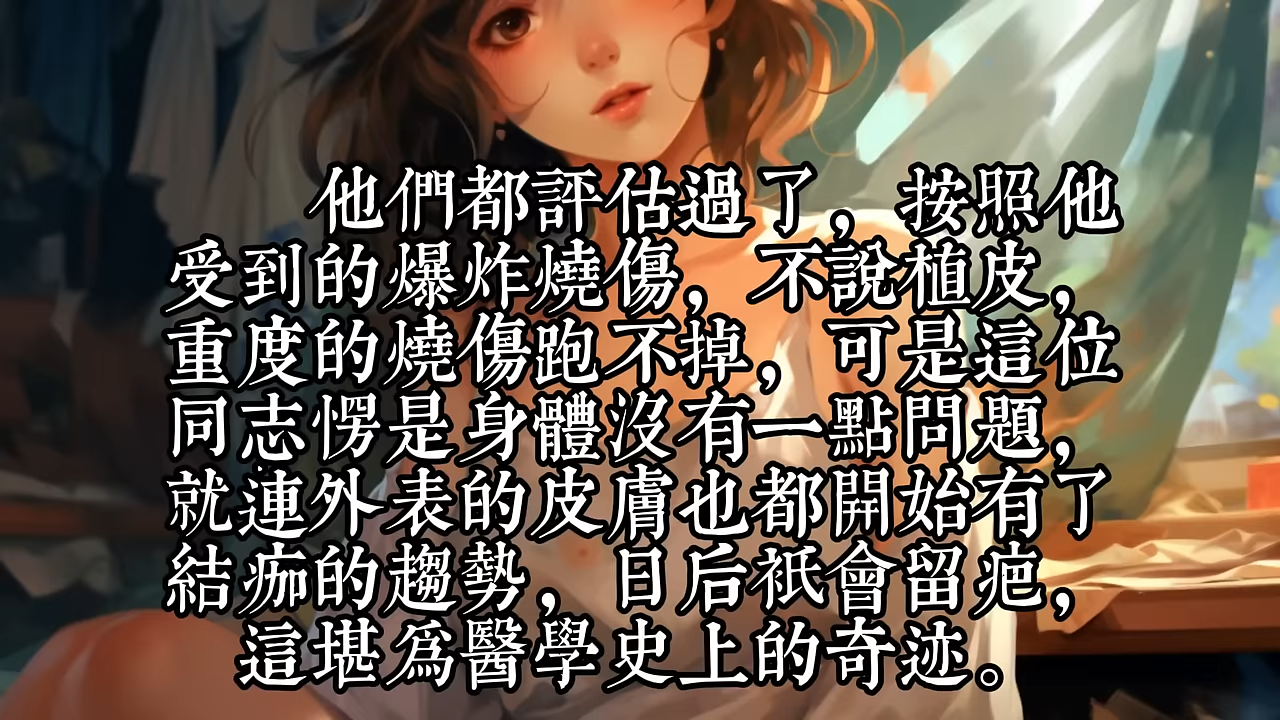 他們都評估過了，按照他
受到的爆炸燒傷，不說植皮，
重度的燒傷跑不掉，可是這位
同志愣是身體沒有一點問題，
就連外表的皮膚也都開始有了
結痂的趨勢，日后祇會留疤，
這堪爲醫學史上的奇迹。